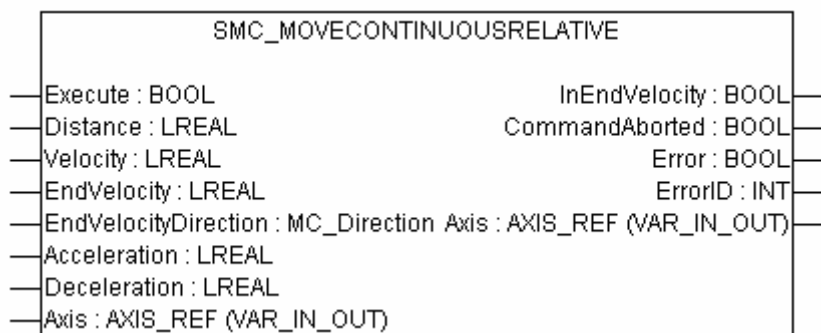 SMC_MOVECONTINUOUSRELATIVE
Execute : BOOL InEndVelocity : BOOL
Distance : LREAL CommandAborted : BOOL
Velocity : LREAL Error : BOOL
EndVelocity : LREAL ErrorID : INT
EndVelocityDirection : MC_Direction Axis : AXIS_REF (VAR_IN_OUT)
Acceleration : LREAL
Deceleration : LREAL
Axis : AXIS_REF (VAR_IN_OUT)